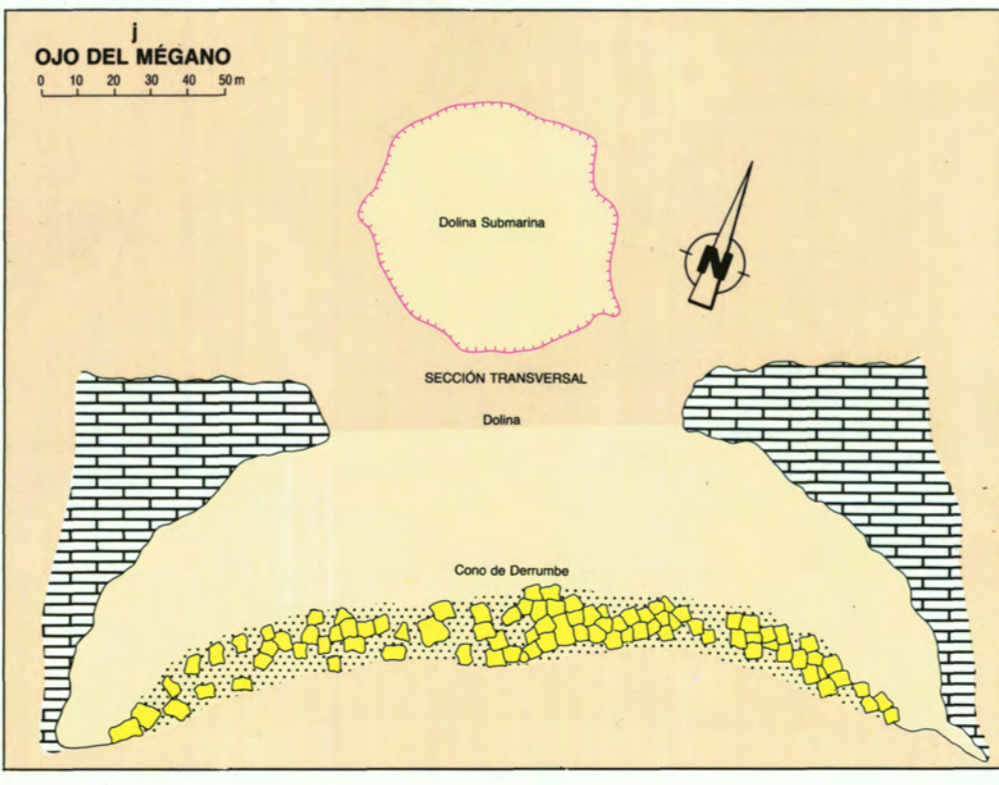 j
OJO DEL MÉGANO
0 10 20 30 40 50 m
Dolina Submarina
N
SECCIÓN TRANSVERSAL
Dolina
Cono de Derrumbe